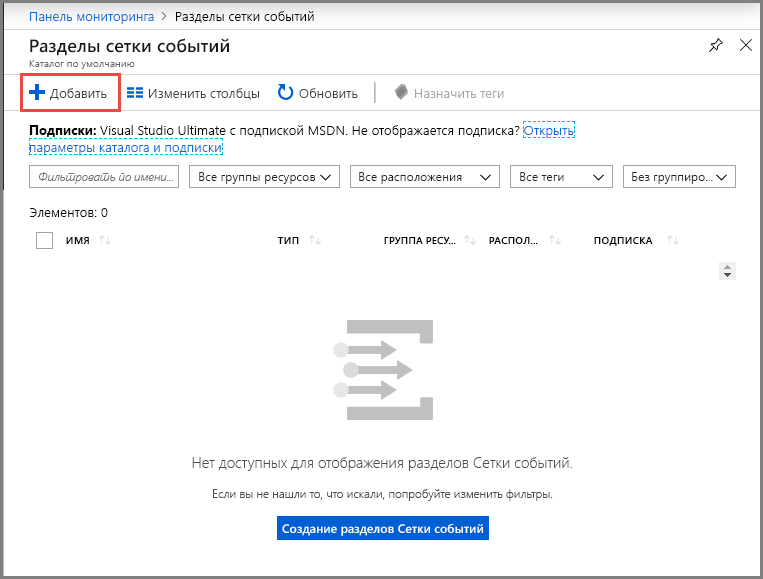 Панель мониторинга > Разделы сетки событий
Разделы сетки событий
Каталог по умолчанию
Добавить Изменить столбцы Обновить Назначить теги
Подписки: Visual Studio Ultimate с подпиской MSDN. Не отображается подписка? Открыть
параметры каталога и подписки
Фильтровать по имени... Все группы ресурсов Все расположения Все теги Без группиро...
Элементов: 0
ИМЯ ТИП ГРУППА РЕСУ... РАСПОЛ... ПОДПИСКА
Нет доступных для отображения разделов Сетки событий.
Если вы не нашли то, что искали, попробуйте изменить фильтры.
Создание разделов Сетки событий